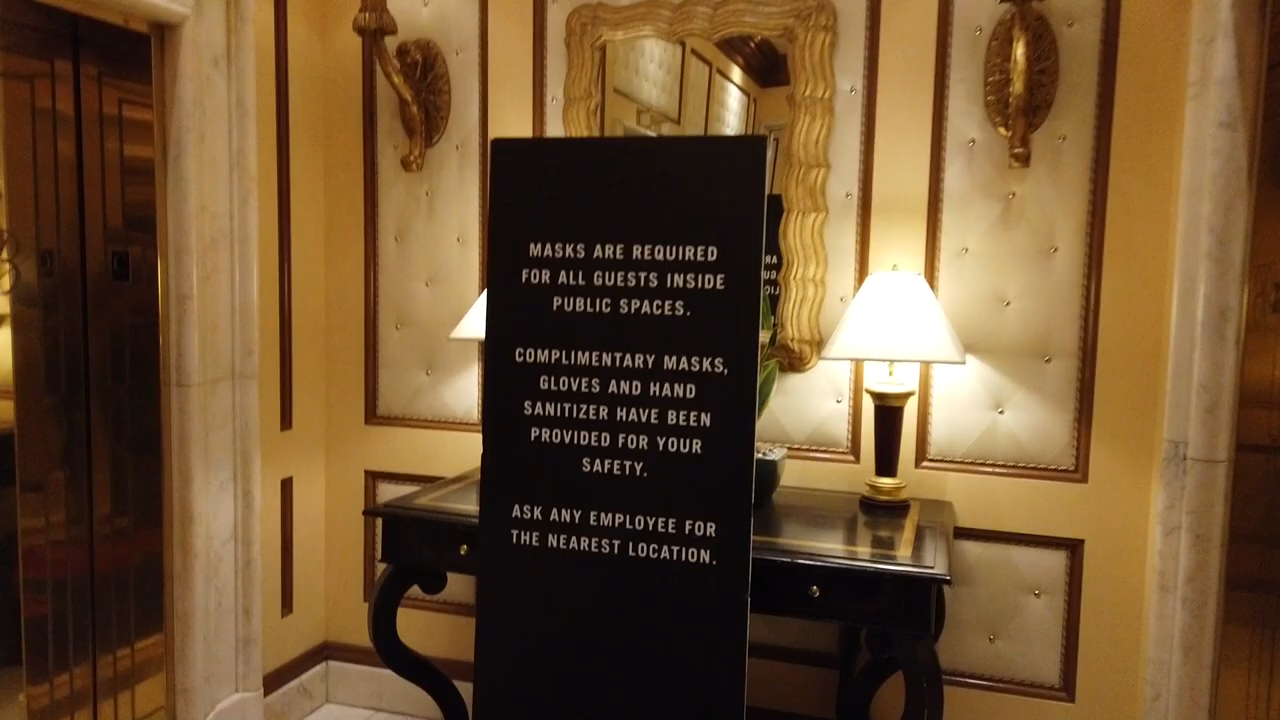 MASKS ARE REQUIRED
FOR ALL GUESTS INSIDE
PUBLIC SPACES.
COMPLIMENTARY MASKS,
GLOVES AND HAND
SANITIZER HAVE BEEN
PROVIDED FOR YOUR
SAFETY.
ASK ANY EMPLOYEE FOR
THE NEAREST LOCATION.